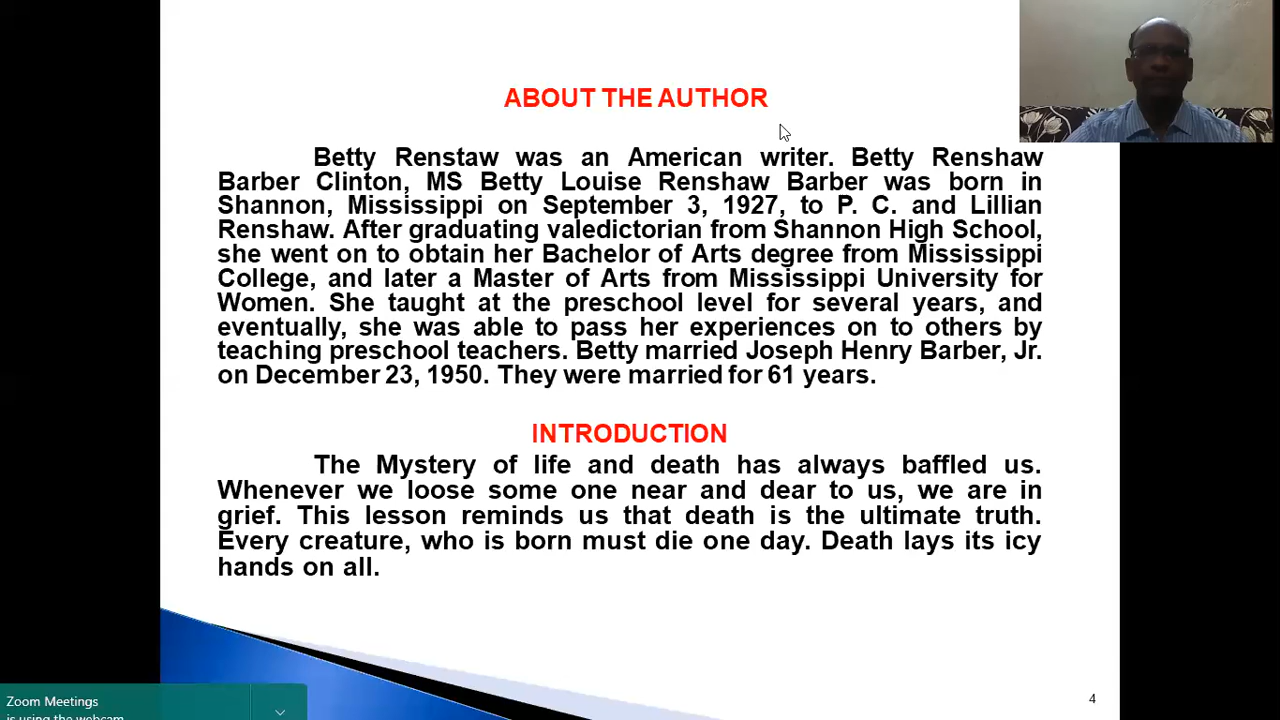 ABOUT THE AUTHOR
Betty Renstaw was an American writer. Betty Renshaw
Barber Clinton, MS Betty Louise Renshaw Barber was born in
Shannon, Mississippi on September 3, 1927, to P. C. and Lillian
Renshaw. After graduating valedictorian from Shannon High School,
she went on to obtain her Bachelor of Arts degree from Mississippi
College, and later a Master of Arts from Mississippi University for
Women. She taught at the preschool level for several years, and
eventually, she was able to pass her experiences on to others by
teaching preschool teachers. Betty married Joseph Henry Barber, Jr.
on December 23, 1950. They were married for 61 years.
INTRODUCTION
The Mystery of life and death has always baffled us.
Whenever we loose some one near and dear to us, we are in
grief. This lesson reminds us that death is the ultimate truth.
Every creature, who is born must die one day. Death lays its icy
hands on all.
4
Zoom Meetings
is using the webcam